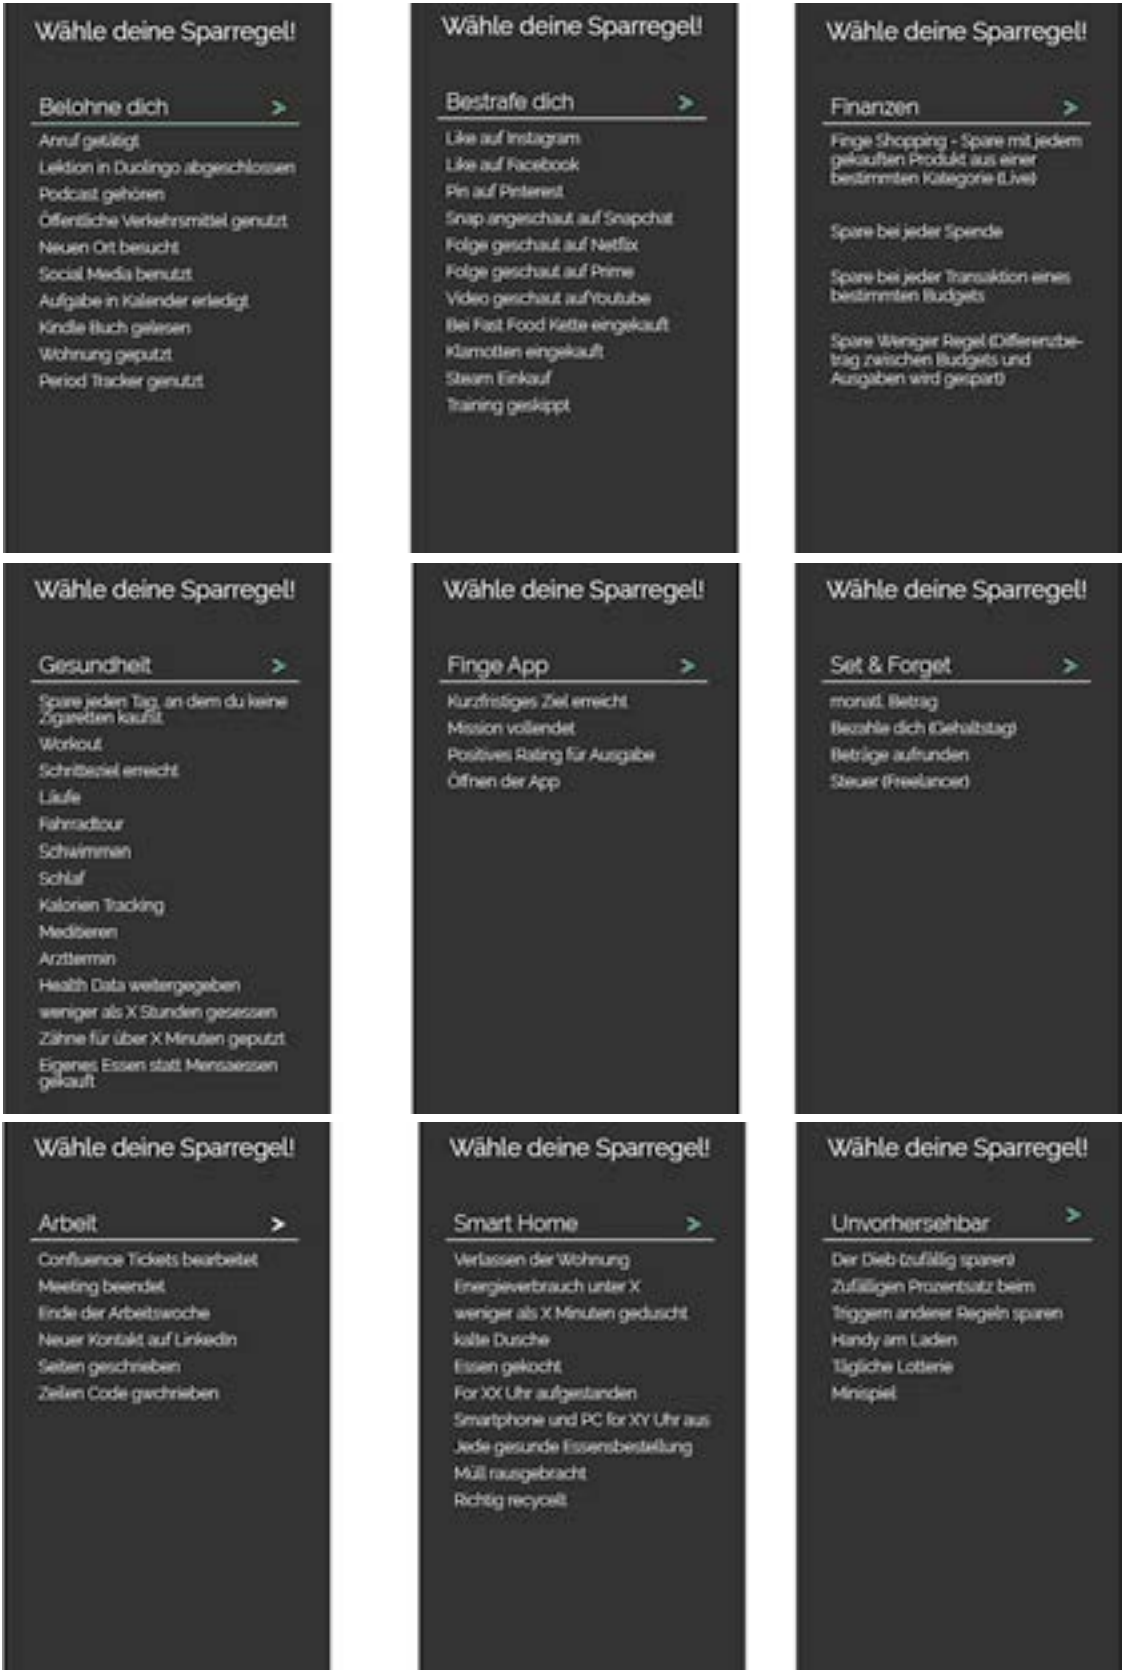 Wähle deine Sparregel!
Belohne dich >
Anruf getätigt
Lektion in Duolingo abgeschlossen
Podcast gehören
Öffentliche Verkehrsmittel genutzt
Neuen Ort besucht
Social Media benutzt
Aufgabe in Kalender erledigt
Kindle Buch gelesen
Wohnung geputzt
Period Tracker genutzt
Wähle deine Sparregel!
Bestrafe dich >
Like auf Instagram
Like auf Facebook
Pin auf Pinterest
Snap angeschaut auf Snapchat
Folge geschaut auf Netflix
Folge geschaut auf Prime
Video geschaut auf Youtube
Bei Fast Food Kette eingekauft
Klamotten eingekauft
Steam Einkauf
Training geskippt
Wähle deine Sparregel!
Finanzen >
Finge Shopping - Spare mit jedem
gekauften Produkt aus einer
bestimmten Kategorie (Live)
Spare bei jeder Spende
Spare bei jeder Transaktion eines
bestimmten Budgets
Spare Weniger Regel (Differenzbe-
trag zwischen Budgets und
Ausgaben wird gespart)
Wähle deine Sparregel!
Gesundheit >
Spare jeden Tag, an dem du keine
Zigaretten kaufst
Workout
Schritteziel erreicht
Läufe
Fahrradtour
Schwimmen
Schlaf
Kalorien Tracking
Meditieren
Arzttermin
Health Data weitergegeben
weniger als X Stunden gesessen
Zähne für über X Minuten geputzt
Eigenes Essen statt Mensaessen
gekauft
Wähle deine Sparregel!
Finge App >
Kurzfristiges Ziel erreicht
Mission vollendet
Positives Rating für Ausgabe
Öffnen der App
Wähle deine Sparregel!
Set & Forget >
monatl. Betrag
Bezahle dich (Gehaltstag)
Beträge aufrunden
Steuer (Freelancer)
Wähle deine Sparregel!
Arbeit >
Confluence Tickets bearbeitet
Meeting beendet
Ende der Arbeitswoche
Neuer Kontakt auf LinkedIn
Seiten geschrieben
Zeilen Code gwchrieben
Wähle deine Sparregel!
Smart Home >
Verlassen der Wohnung
Energieverbrauch unter X
weniger als X Minuten geduscht
kalte Dusche
Essen gekocht
For XX Uhr aufgestanden
Smartphone und PC for XY Uhr aus
Jede gesunde Essensbestellung
Müll rausgebracht
Richtig recycelt
Wähle deine Sparregel!
Unvorhersehbar >
Der Dieb (zufällig sparen)
Zufälligen Prozentsatz beim
Triggern anderer Regeln sparen
Handy am Laden
Tägliche Lotterie
Minispiel